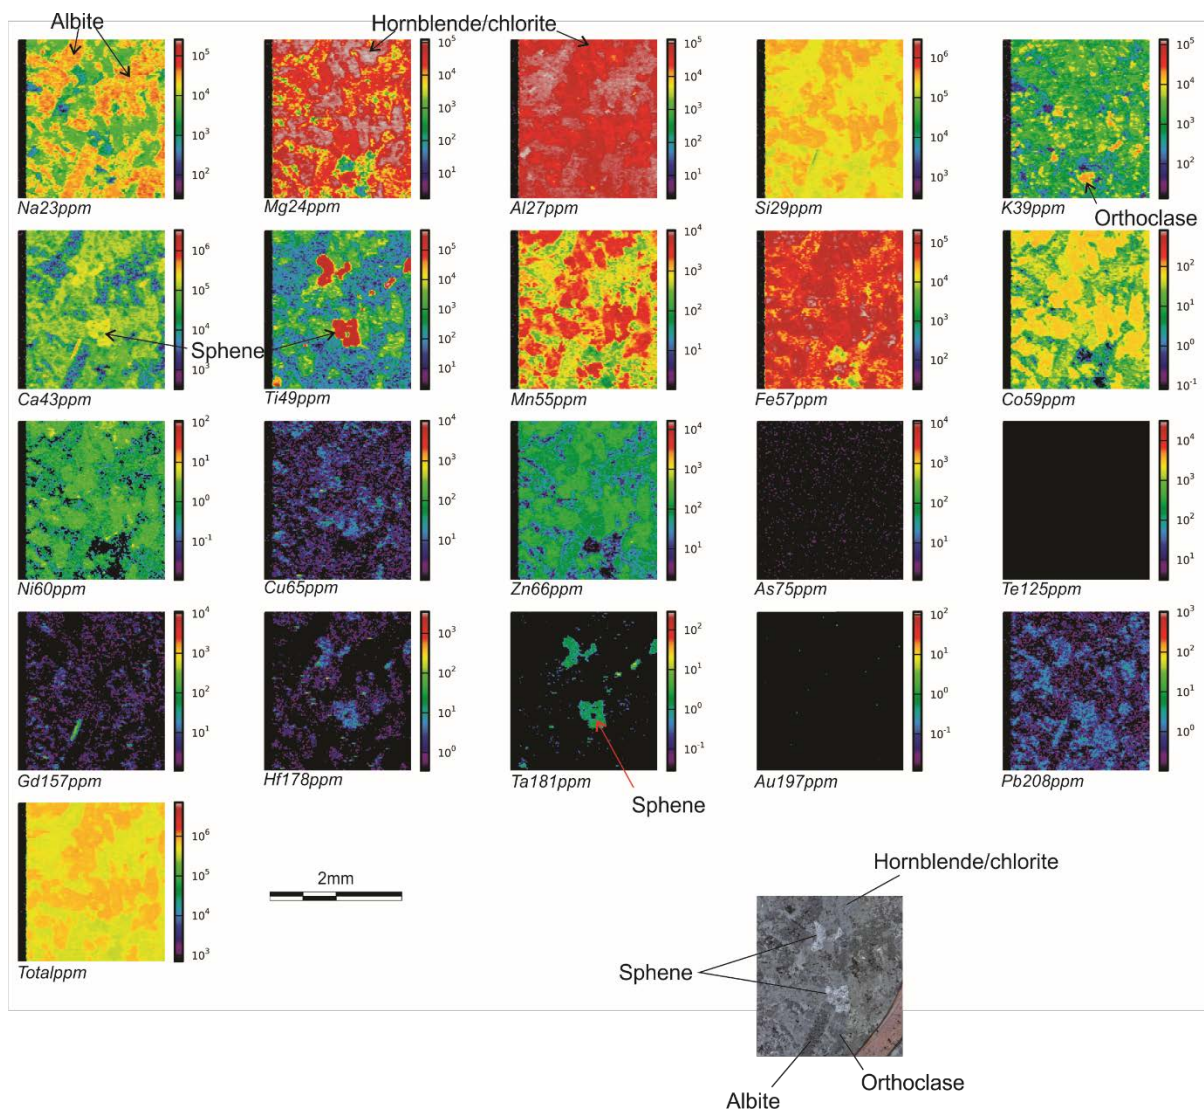 Albite
Hornblende/chlorite
10⁵
10⁴
10³
10²
Na23ppm
10⁵
10⁴
10³
10²
10¹
Mg24ppm
10⁵
10⁴
10³
10²
10¹
Al27ppm
10⁶
10⁵
10⁴
10³
Si29ppm
10⁵
10⁴
10³
10²
10¹
K39ppm
Orthoclase
10⁶
10⁵
10⁴
10³
Ca43ppm
Sphene
10⁵
10⁴
10³
10²
10¹
Ti49ppm
10⁴
10³
10²
10¹
Mn55ppm
10⁵
10⁴
10³
10²
Fe57ppm
10²
10¹
10⁰
10⁻¹
Co59ppm
10²
10¹
10⁰
10⁻¹
Ni60ppm
10⁴
10³
10²
10¹
10⁰
Cu65ppm
10⁴
10³
10²
10¹
Zn66ppm
10⁴
10³
10²
10¹
As75ppm
10⁴
10³
10²
10¹
10⁰
Te125ppm
10⁴
10³
10²
10¹
Gd157ppm
10³
10²
10¹
10⁰
Hf178ppm
10²
10¹
10⁰
10⁻¹
Ta181ppm
Sphene
10²
10¹
10⁰
10⁻¹
Au197ppm
10³
10²
10¹
10⁰
Pb208ppm
10⁶
10⁵
10⁴
10³
Totalppm
2mm
Hornblende/chlorite
Sphene
Orthoclase
Albite